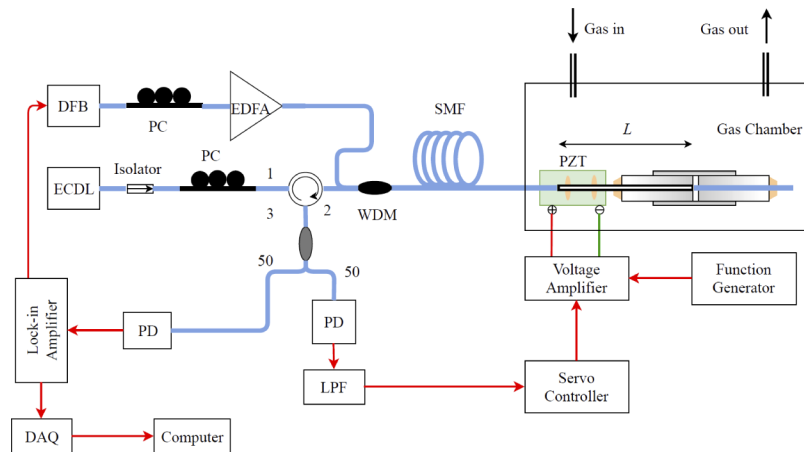 Gas in
Gas out
DFB
PC
EDFA
SMF
L
Gas Chamber
PZT
ECDL
Isolator
PC
1
2
3
WDM
⊕
⊖
50
50
Lock-in
Amplifier
PD
PD
Voltage
Amplifier
Function
Generator
LPF
Servo
Controller
DAQ
Computer